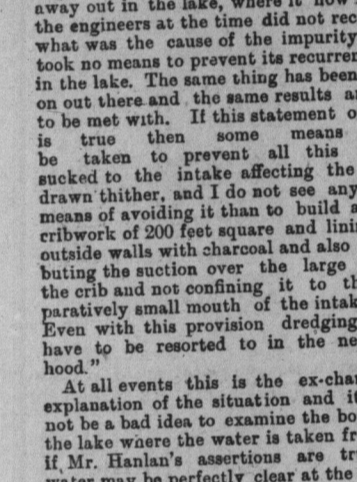 away out in the lake, where it now
the engineers at the time did not rec
what was the cause of the impurity
took no means to prevent its recurren
in the lake. The same thing has been
on out there and the same results a
to be met with. If this statement o
is true then some means
be taken to prevent all this
sucked to the intake affecting the
drawn thither, and I do not see any
means of avoiding it than to build a
cribwork of 200 feet square and lini
outside walls with charcoal and also
buting the suction over the large
the crib and not confining it to th
paratively small mouth of the intak
Even with this provision dredging
have to be resorted to in the ne
hood."
At all events this is the ex-chai
explanation of the situation and it
not be a bad idea to examine the bo
the lake where the water is taken fr
if Mr. Hanlan's assertions are tr
water may be perfectly clear at the